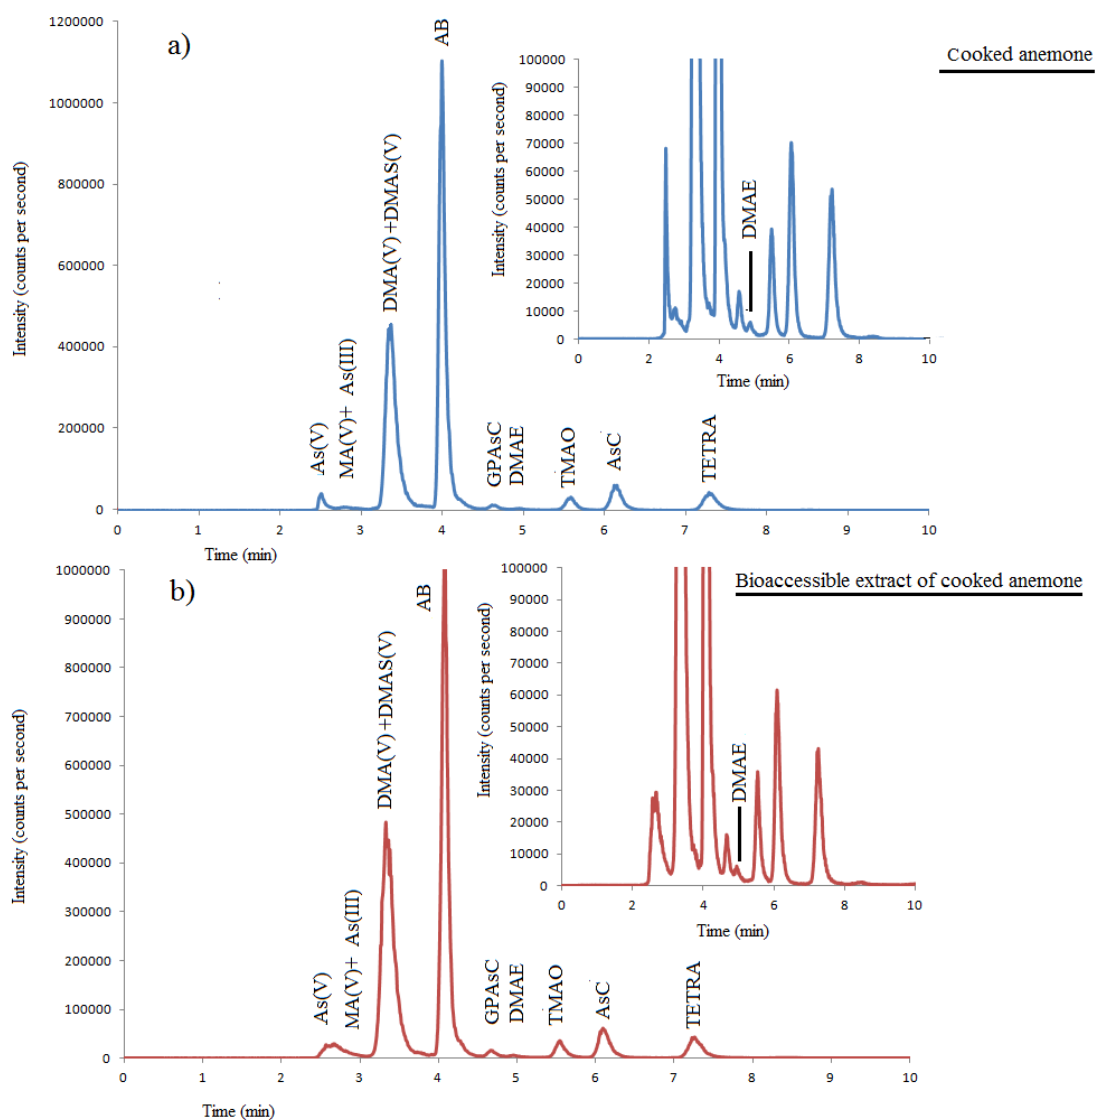 a)
Cooked anemone
Intensity (counts per second)
1200000
1000000
800000
600000
400000
200000
0
0 1 2 3 4 5 6 7 8 9 10
Time (min)
As(V)
MA(V)+ As(III)
DMA(V)+DMAS(V)
AB
GPAsC
DMAE
TMAO
AsC
TETRA
Intensity (counts per second)
100000
90000
80000
70000
60000
50000
40000
30000
20000
10000
0
0 2 4 6 8 10
Time (min)
DMAE
b)
Bioaccessible extract of cooked anemone
Intensity (counts per second)
1000000
900000
800000
700000
600000
500000
400000
300000
200000
100000
0
0 1 2 3 4 5 6 7 8 9 10
Time (min)
As(V)
MA(V)+ As(III)
DMA(V)+DMAS(V)
AB
GPAsC
DMAE
TMAO
AsC
TETRA
Intensity (counts per second)
100000
90000
80000
70000
60000
50000
40000
30000
20000
10000
0
0 2 4 6 8 10
Time (min)
DMAE